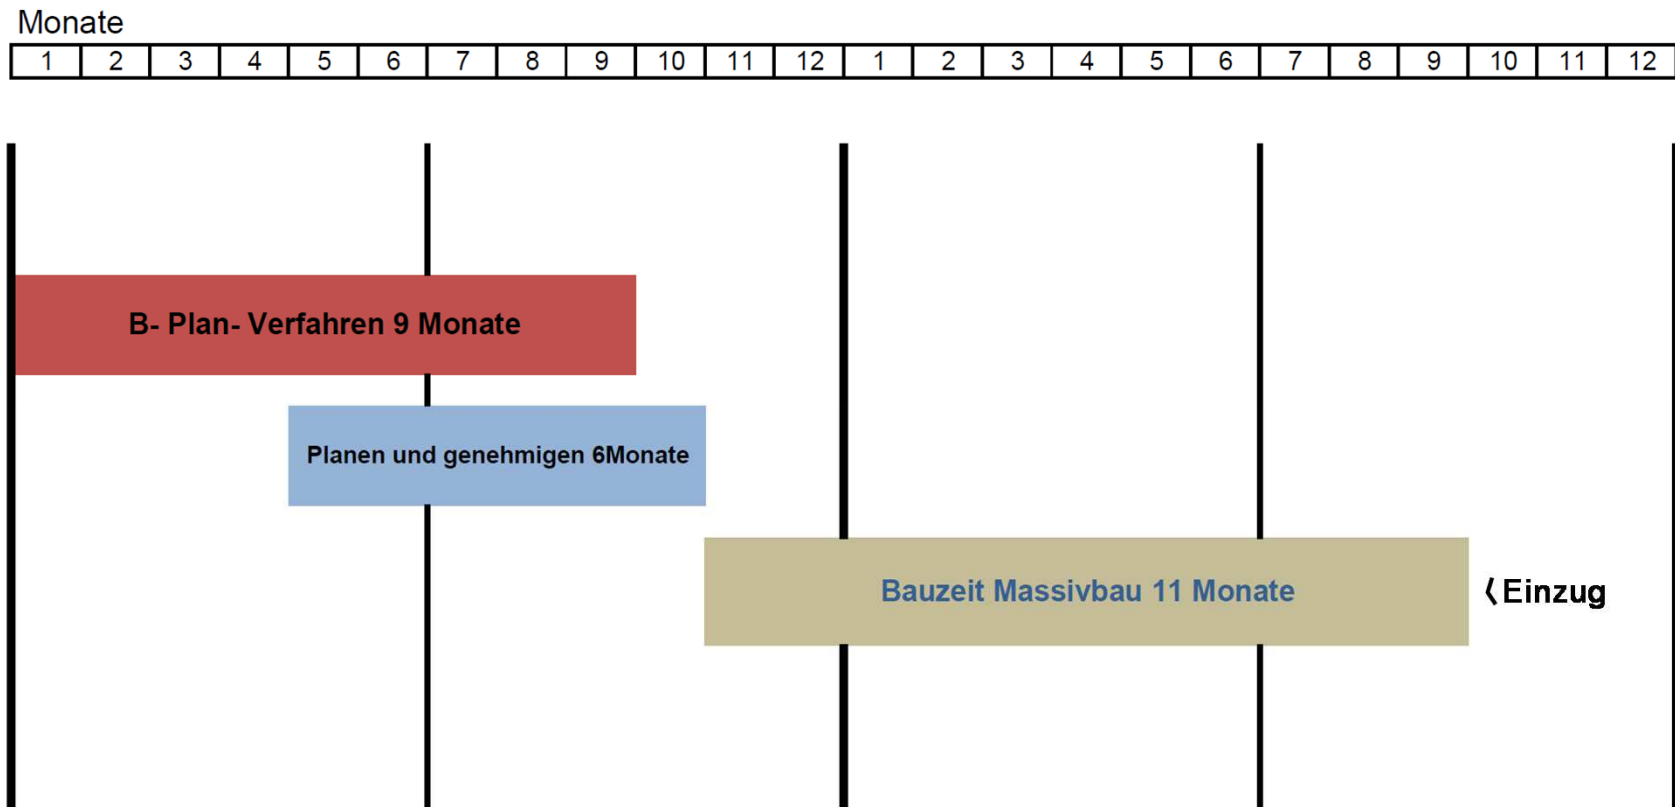 Monate
1 2 3 4 5 6 7 8 9 10 11 12 1 2 3 4 5 6 7 8 9 10 11 12
B- Plan- Verfahren 9 Monate
Planen und genehmigen 6Monate
Bauzeit Massivbau 11 Monate
⟨Einzug